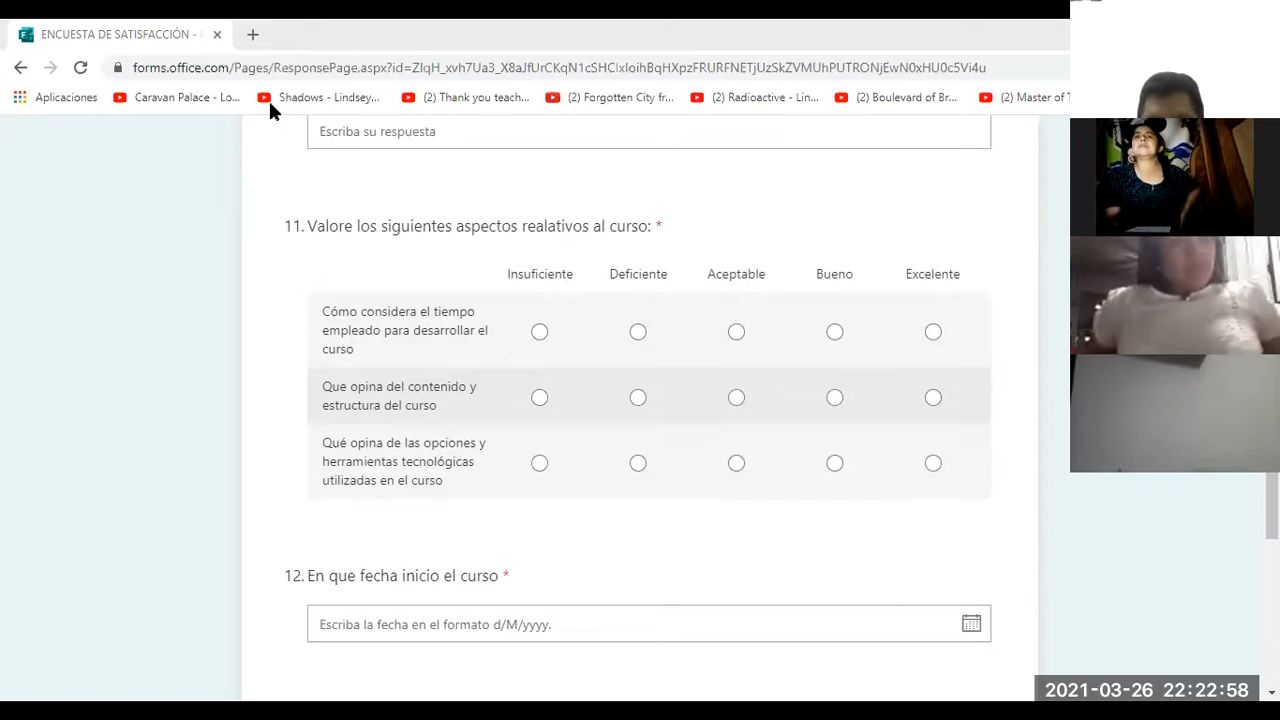 ENCUESTA DE SATISFACCIÓN -
forms.office.com/Pages/ResponsePage.aspx?id=ZIqH_xvh7Ua3_X8aJfUrCKqN1cSHClxIoihBqHXpzFRURFNETjUzSkZVMUhPUTRONjEwN0xHU0c5Vi4u
Aplicaciones Caravan Palace - Lo... Shadows - Lindsey... (2) Thank you teach... (2) Forgotten City fr... (2) Radioactive - Lin... (2) Boulevard of Br... (2) Master of
Escriba su respuesta
11. Valore los siguientes aspectos realativos al curso: *
Insuficiente Deficiente Aceptable Bueno Excelente
Cómo considera el tiempo
empleado para desarrollar el
curso
Que opina del contenido y
estructura del curso
Qué opina de las opciones y
herramientas tecnológicas
utilizadas en el curso
12. En que fecha inicio el curso *
Escriba la fecha en el formato d/M/yyyy.
2021-03-26 22:22:58